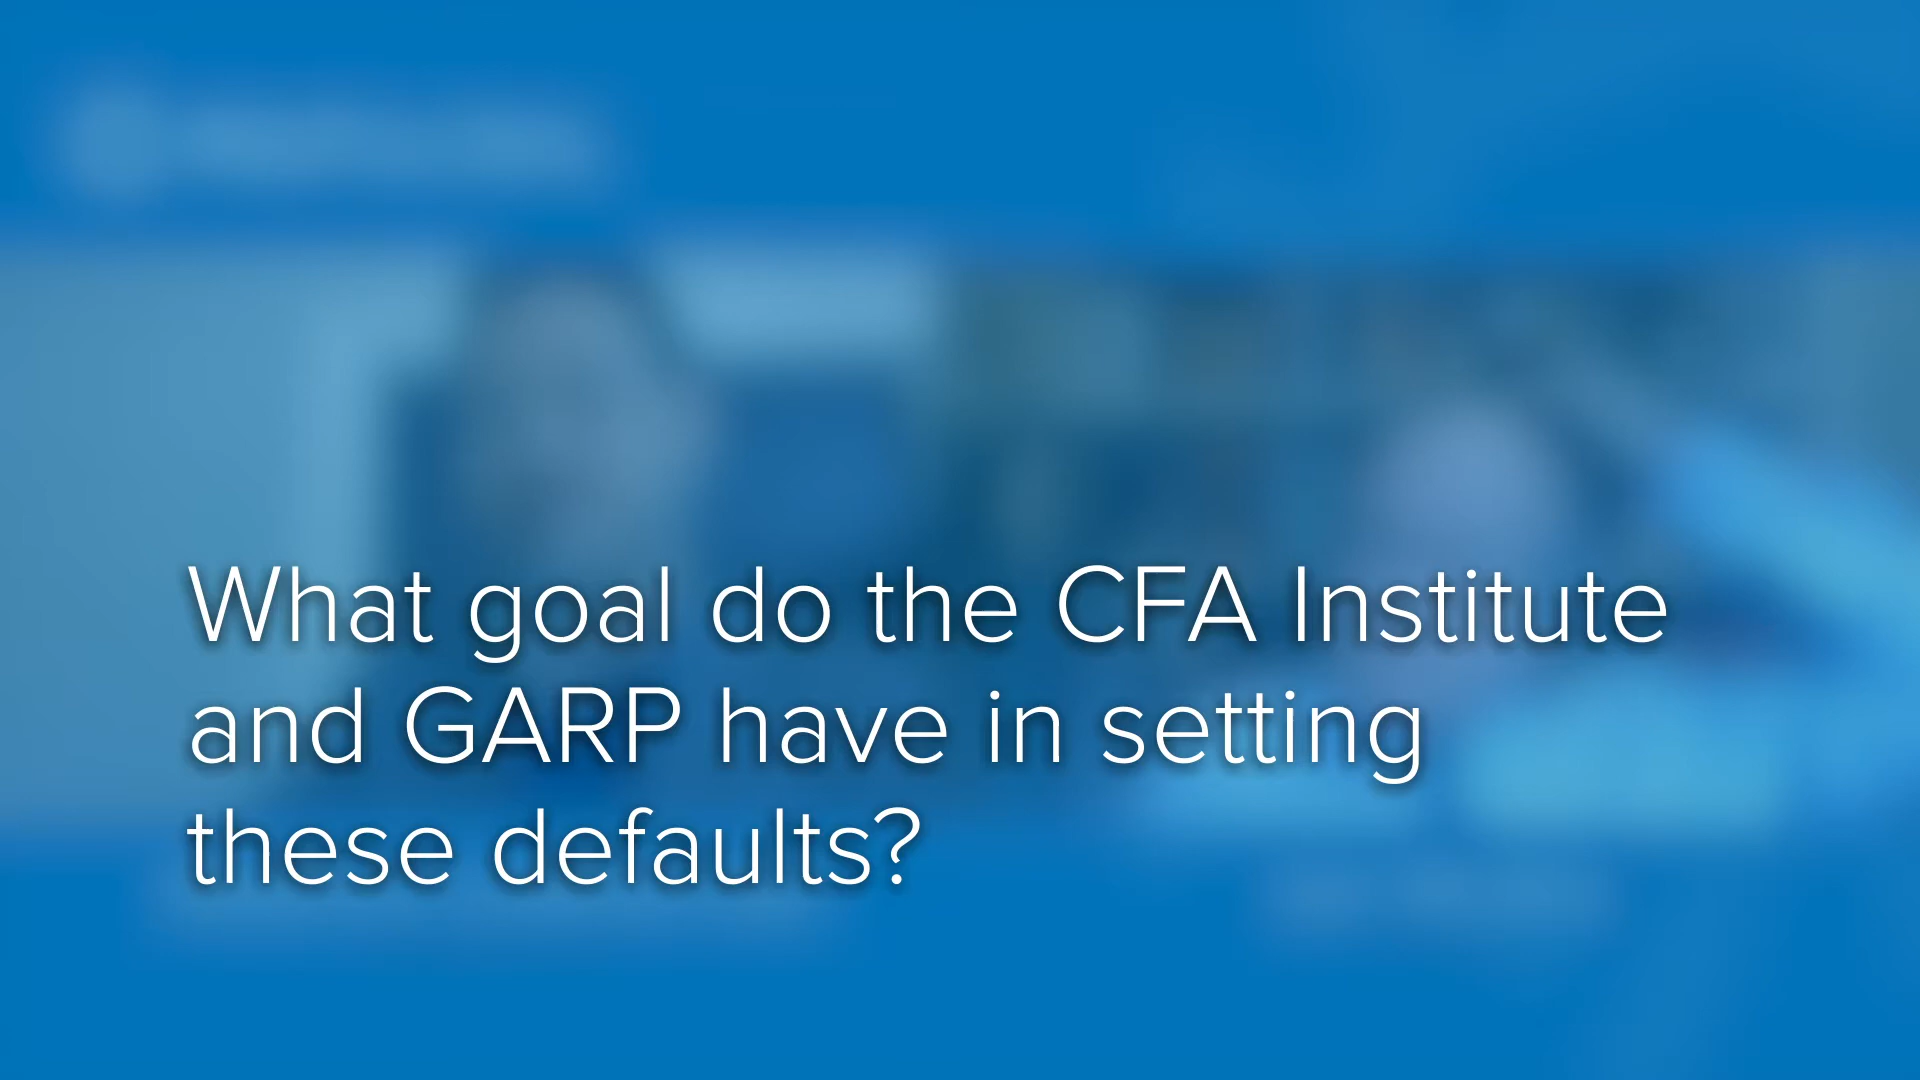 What goal do the CFA Institute
and GARP have in setting
these defaults?